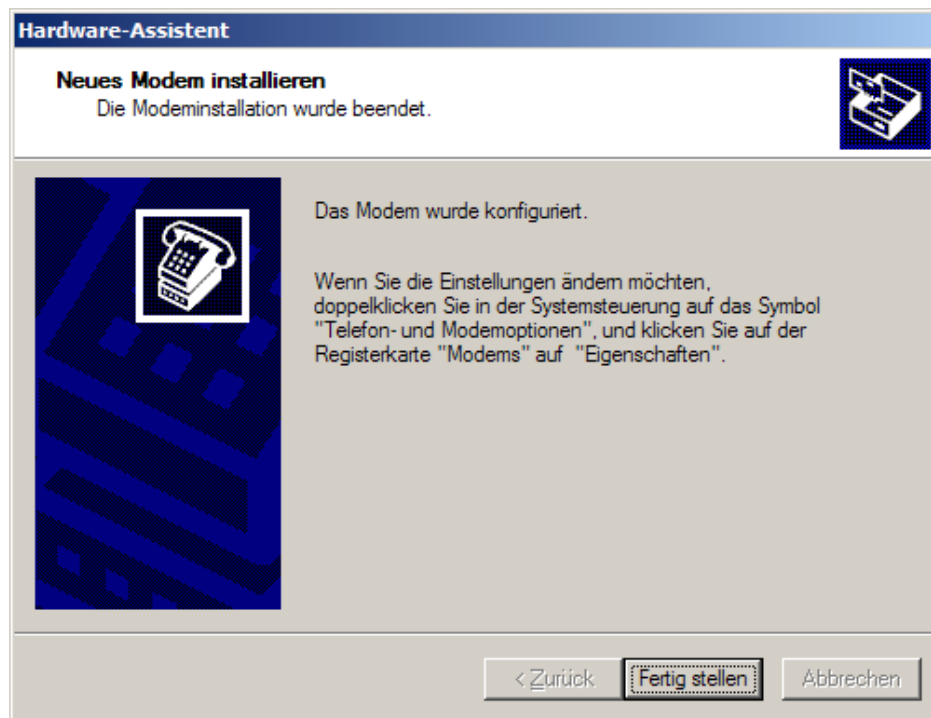 Hardware-Assistent
Neues Modem installieren
Die Modeminstallation wurde beendet.
Das Modem wurde konfiguriert.
Wenn Sie die Einstellungen ändern möchten,
doppelklicken Sie in der Systemsteuerung auf das Symbol
"Telefon- und Modemoptionen", und klicken Sie auf der
Registerkarte "Modems" auf  "Eigenschaften".
< Zurück
Fertig stellen
Abbrechen